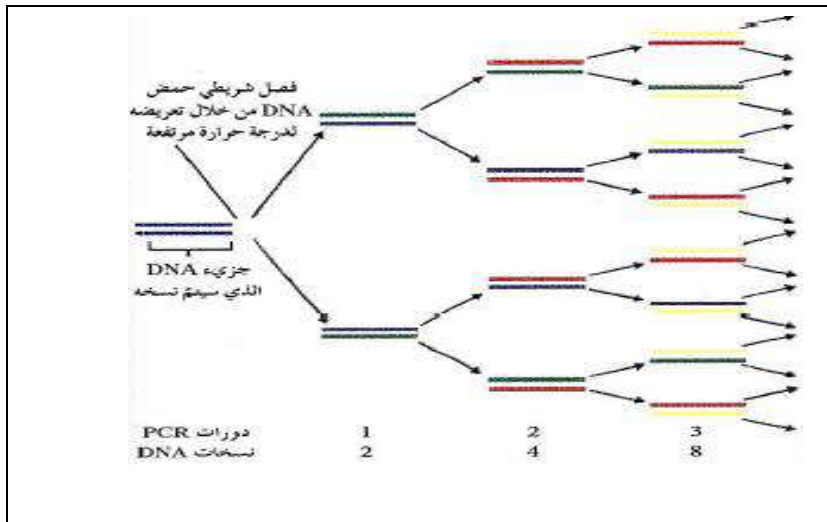 فصل شريطي حمض
DNA من خلال تعريضه
لدرجة حرارة مرتفعة
جزيء DNA
الذي سيتم نسخه
دورات PCR 1 2 3
نسخات DNA 2 4 8